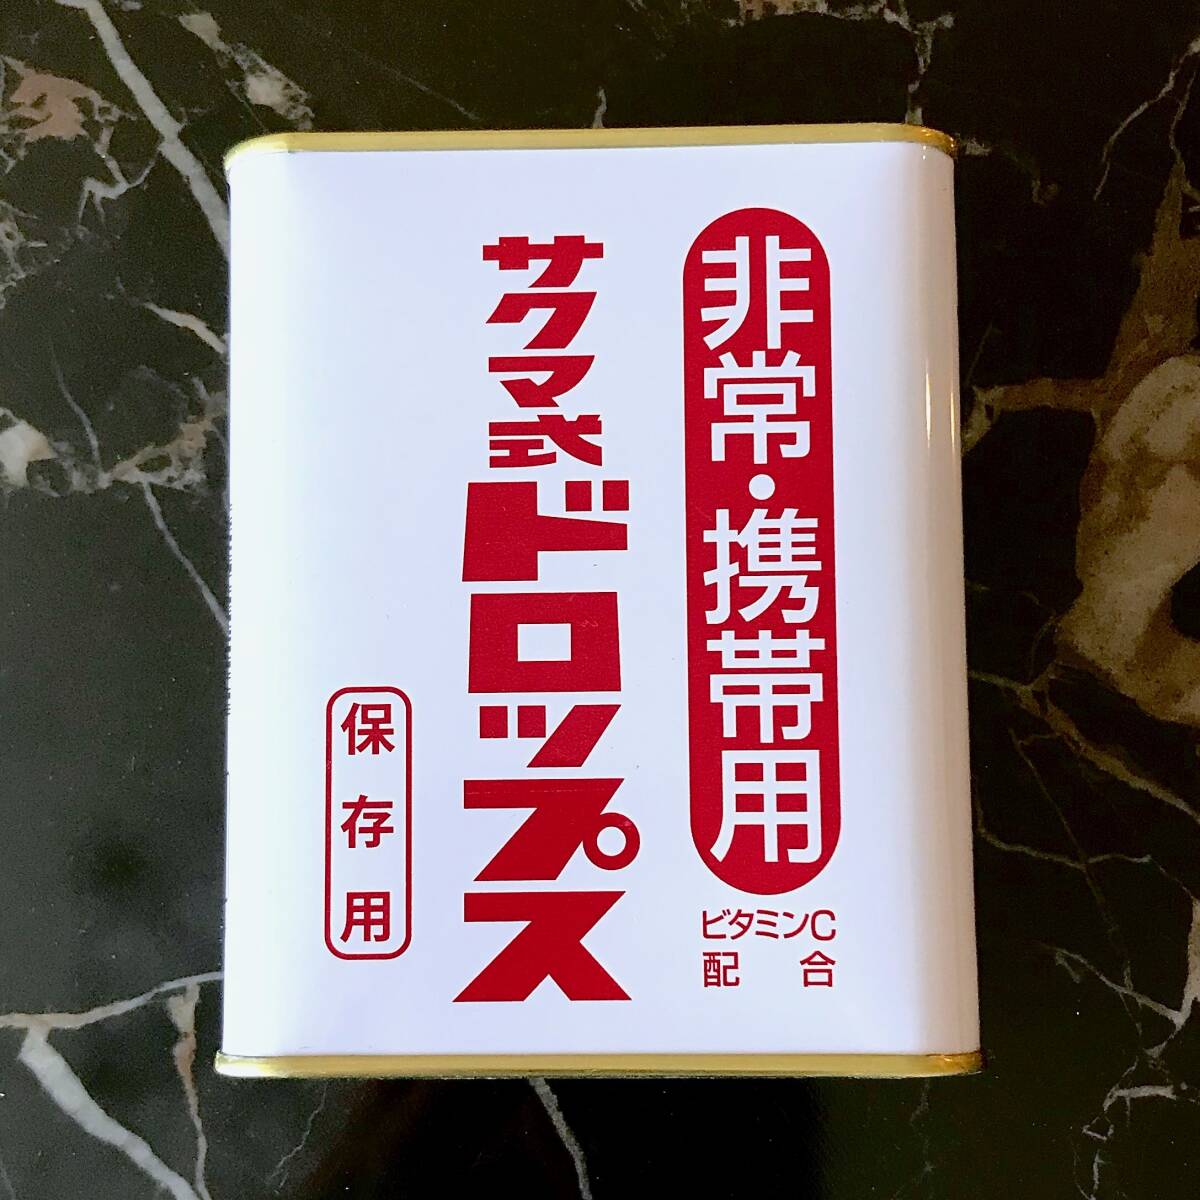 非常・携帯用
ビタミンC
配合
サクマ式ドロップス
保存用